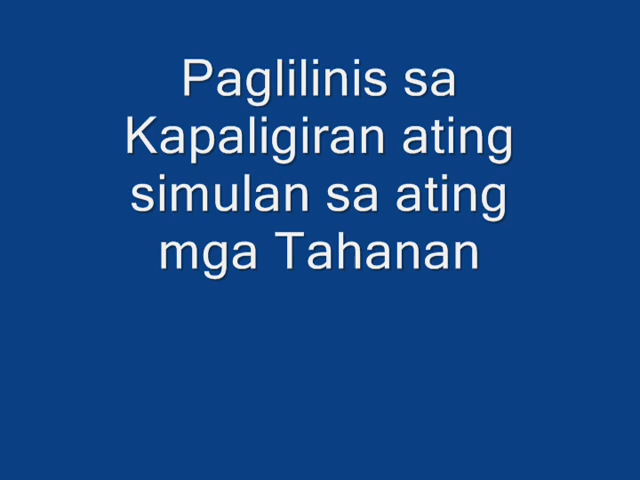 Paglilinis sa
Kapaligiran ating
simulan sa ating
mga Tahanan